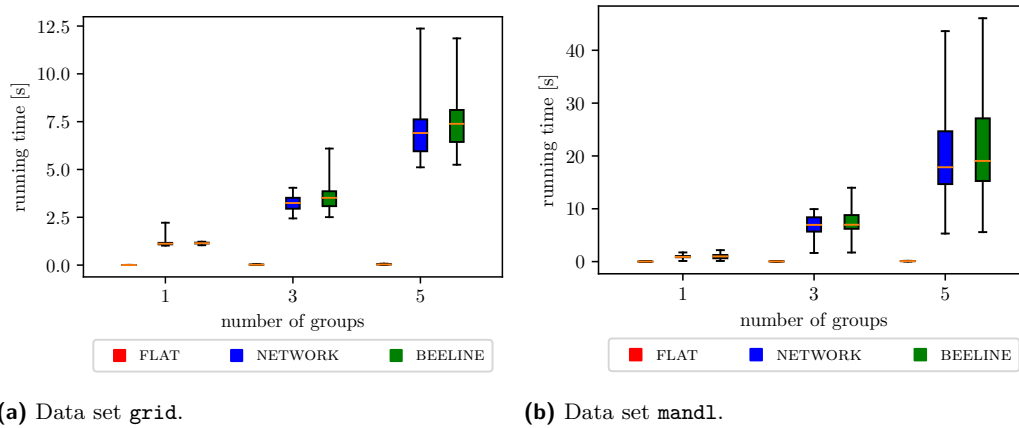 12.5
10.0
7.5
5.0
2.5
0.0
running time [s]
1
3
5
number of groups
FLAT
NETWORK
BEELINE
(a) Data set grid.
40
30
20
10
0
running time [s]
1
3
5
number of groups
FLAT
NETWORK
BEELINE
(b) Data set mandl.